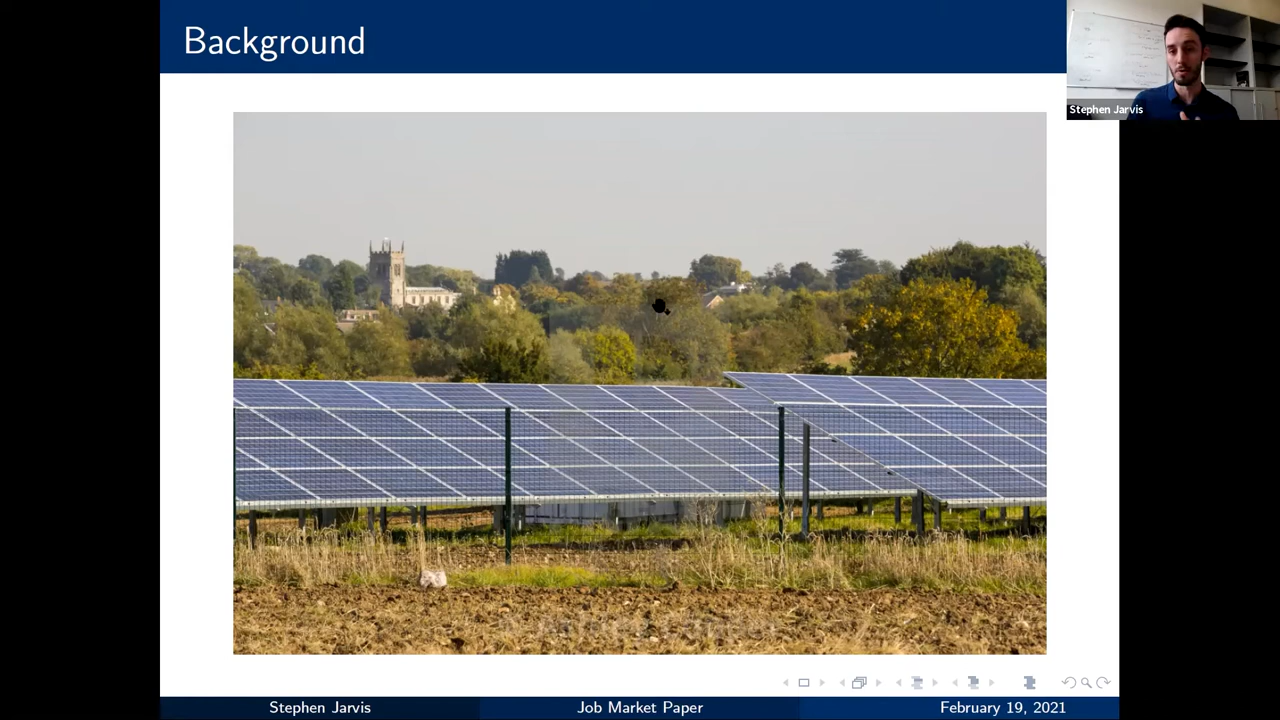 Background
Stephen Jarvis
Stephen Jarvis
Job Market Paper
February 19, 2021